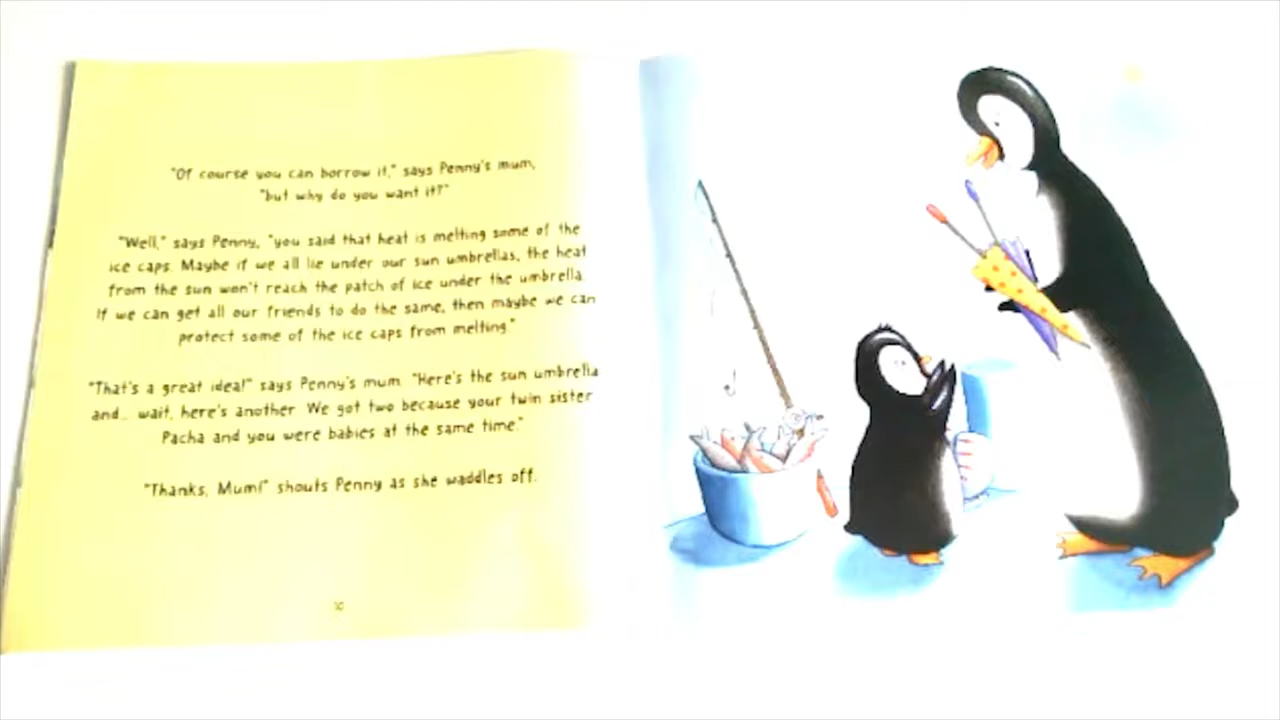 "Of course you can borrow it," says Penny's mum,
"but why do you want it?"
"Well," says Penny, "you said that heat is melting some of the
ice caps. Maybe if we all lie under our sun umbrellas, the heat
from the sun won't reach the patch of ice under the umbrella.
If we can get all our friends to do the same, then maybe we can
protect some of the ice caps from melting."
"That's a great idea!" says Penny's mum. "Here's the sun umbrella
and... wait, here's another. We got two because your twin sister
Pacha and you were babies at the same time."
"Thanks, Mum!" shouts Penny as she waddles off.
10